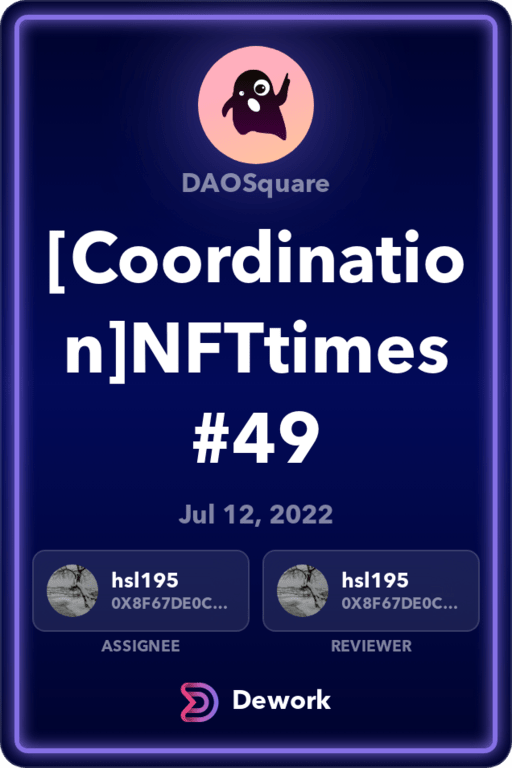 DAOSquare
[Coordinatio
n]NFTtimes
#49
Jul 12, 2022
hsl195
0X8F67DE0C...
ASSIGNEE
hsl195
0X8F67DE0C...
REVIEWER
Dework